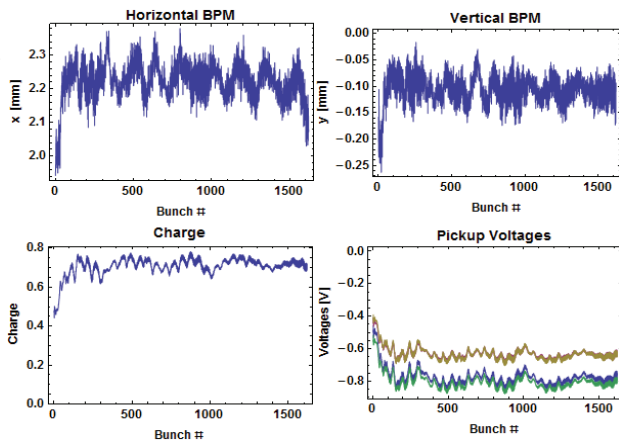 Horizontal BPM
x [mm]
2.3
2.2
2.1
2.0
0 500 1000 1500
Bunch #
Vertical BPM
y [mm]
0.00
−0.05
−0.10
−0.15
−0.20
−0.25
0 500 1000 1500
Bunch #
Charge
Charge
0.8
0.6
0.4
0.2
0.0
0 500 1000 1500
Bunch #
Pickup Voltages
Voltages [V]
0.0
−0.2
−0.4
−0.6
−0.8
0 500 1000 1500
Bunch #